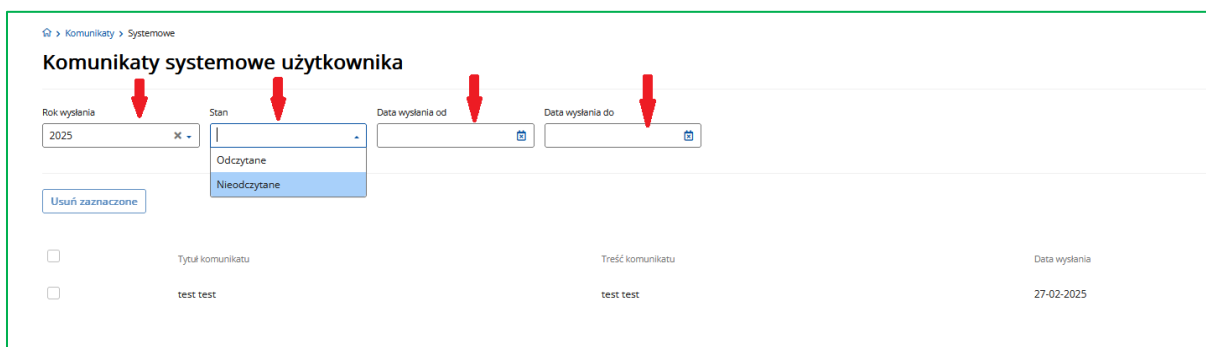 Komunikaty > Systemowe
Komunikaty systemowe użytkownika
Rok wysłania Stan Data wysłania od Data wysłania do
2025
Odczytane
Nieodczytane
Usuń zaznaczone
Tytuł komunikatu Treść komunikatu Data wysłania
test test test test 27-02-2025